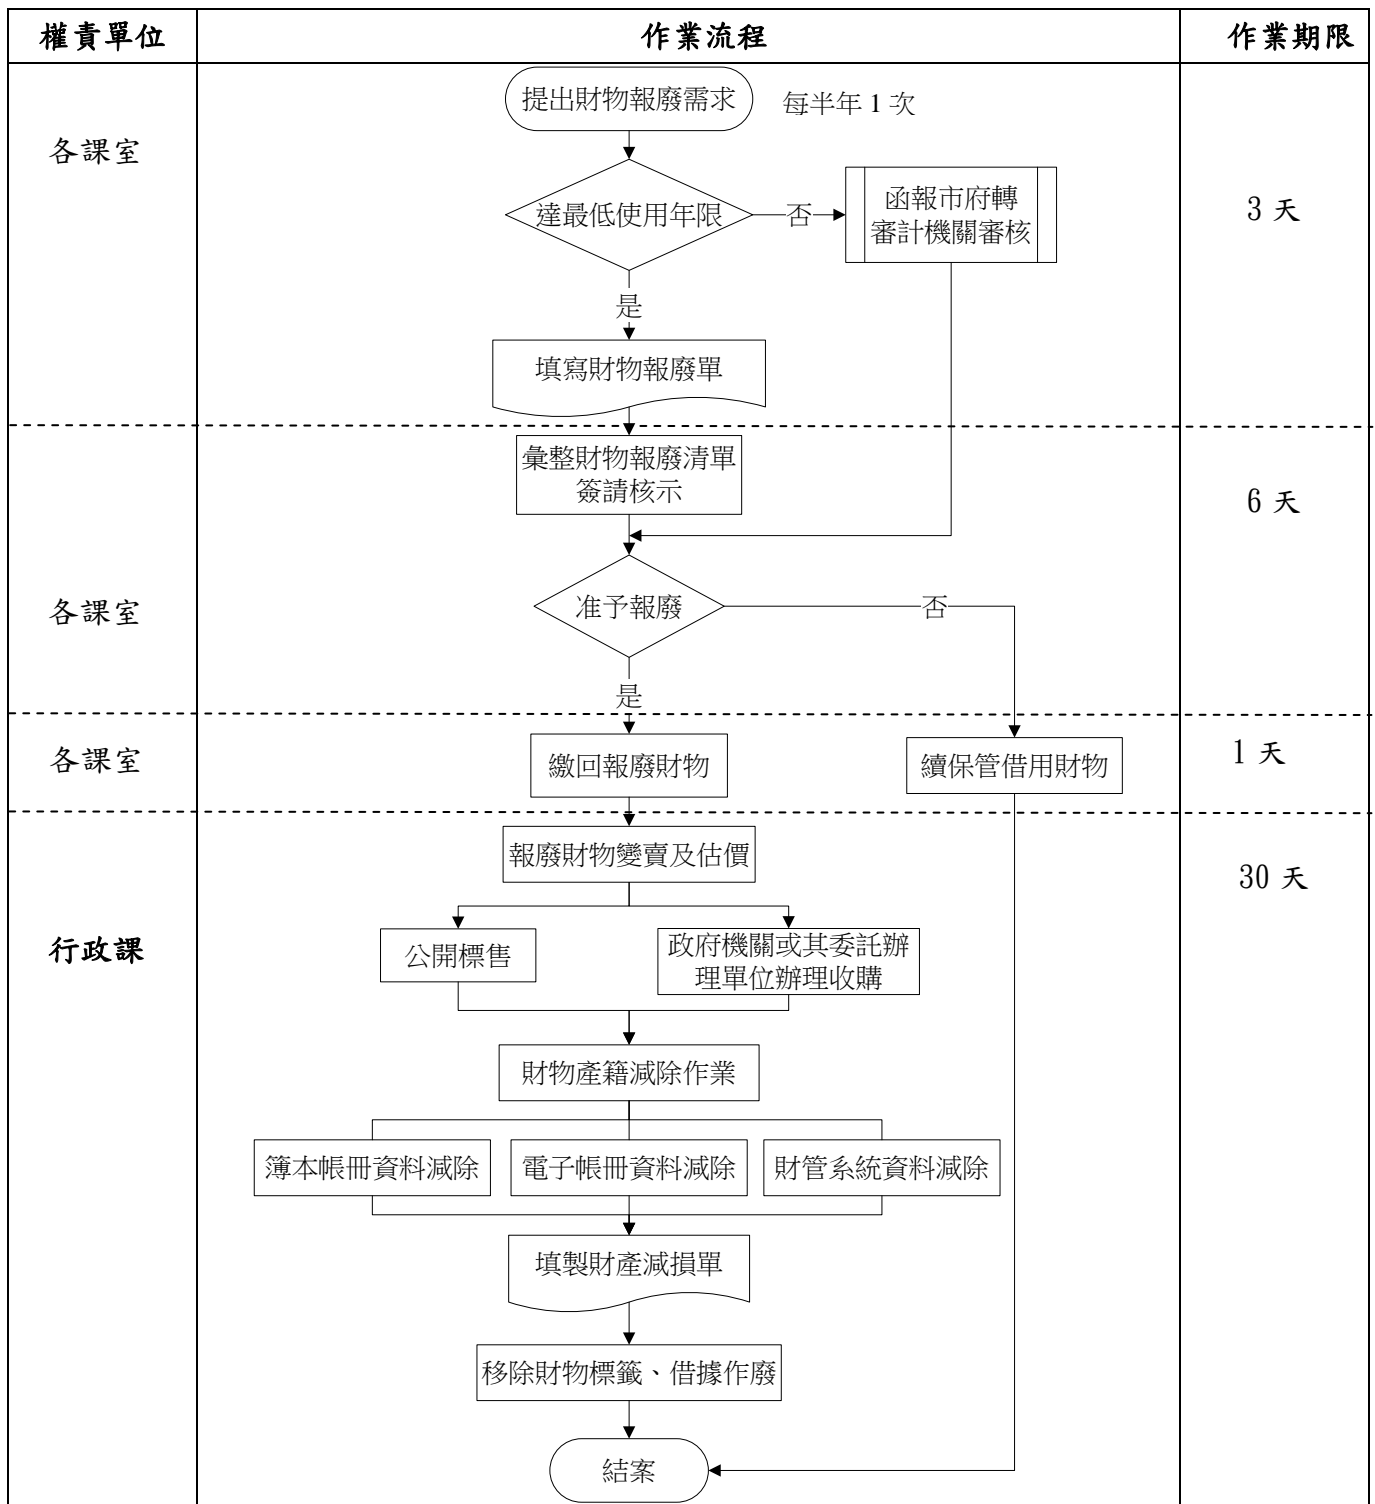 權責單位
作業流程
作業期限
提出財物報廢需求
每半年 1 次
各課室
達最低使用年限
否
函報市府轉
審計機關審核
3 天
是
填寫財物報廢單
彙整財物報廢清單
簽請核示
6 天
各課室
准予報廢
否
是
各課室
繳回報廢財物
續保管借用財物
1 天
報廢財物變賣及估價
30 天
行政課
公開標售
政府機關或其委託辦
理單位辦理收購
財物產籍減除作業
簿本帳冊資料減除
電子帳冊資料減除
財管系統資料減除
填製財產減損單
移除財物標籤、借據作廢
結案